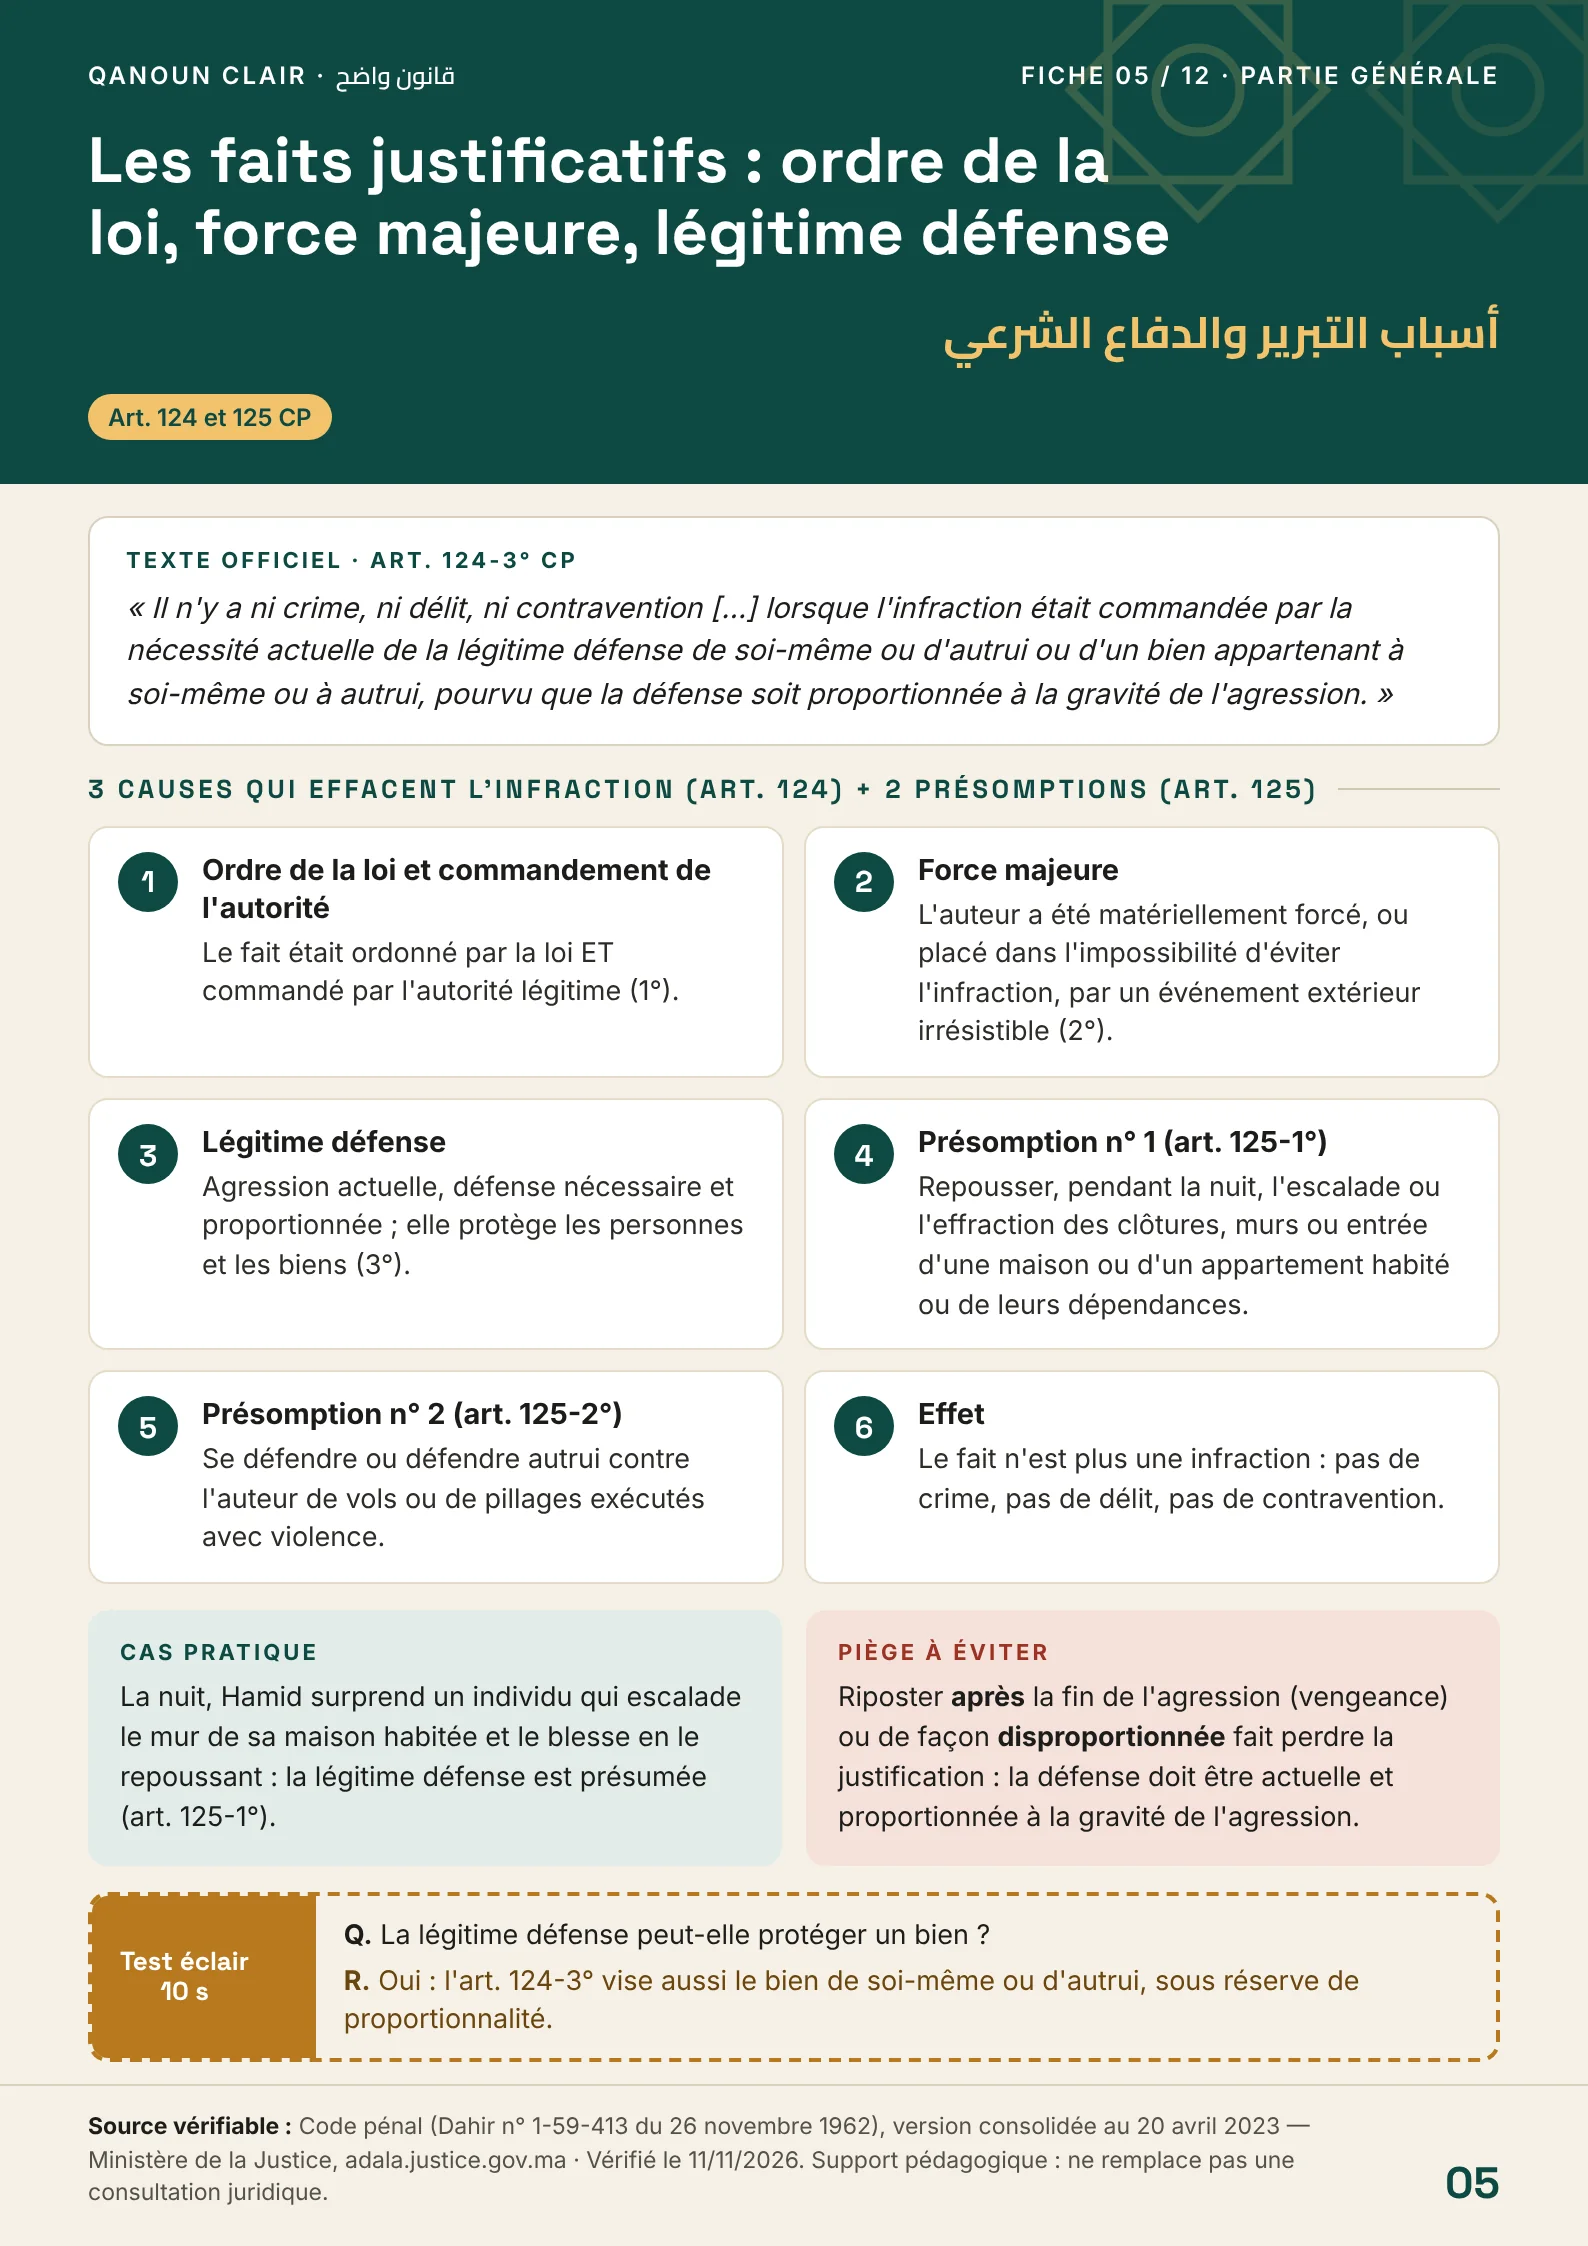 QANOUN CLAIR · قانون واضح
FICHE 05 / 12 · PARTIE GÉNÉRALE
Les faits justificatifs : ordre de la
loi, force majeure, légitime défense
أسباب التبرير والدفاع الشرعي
Art. 124 et 125 CP
TEXTE OFFICIEL · ART. 124-3° CP
« Il n'y a ni crime, ni délit, ni contravention [...] lorsque l'infraction était commandée par la
nécessité actuelle de la légitime défense de soi-même ou d'autrui ou d'un bien appartenant à
soi-même ou à autrui, pourvu que la défense soit proportionnée à la gravité de l'agression. »
3 CAUSES QUI EFFACENT L'INFRACTION (ART. 124) + 2 PRÉSOMPTIONS (ART. 125)
1
Ordre de la loi et commandement de
l'autorité
Le fait était ordonné par la loi ET
commandé par l'autorité légitime (1°).
2
Force majeure
L'auteur a été matériellement forcé, ou
placé dans l'impossibilité d'éviter
l'infraction, par un événement extérieur
irrésistible (2°).
3
Légitime défense
Agression actuelle, défense nécessaire et
proportionnée ; elle protège les personnes
et les biens (3°).
4
Présomption n° 1 (art. 125-1°)
Repousser, pendant la nuit, l'escalade ou
l'effraction des clôtures, murs ou entrée
d'une maison ou d'un appartement habité
ou de leurs dépendances.
5
Présomption n° 2 (art. 125-2°)
Se défendre ou défendre autrui contre
l'auteur de vols ou de pillages exécutés
avec violence.
6
Effet
Le fait n'est plus une infraction : pas de
crime, pas de délit, pas de contravention.
CAS PRATIQUE
La nuit, Hamid surprend un individu qui escalade
le mur de sa maison habitée et le blesse en le
repoussant : la légitime défense est présumée
(art. 125-1°).
PIÈGE À ÉVITER
Riposter après la fin de l'agression (vengeance)
ou de façon disproportionnée fait perdre la
justification : la défense doit être actuelle et
proportionnée à la gravité de l'agression.
Test éclair
10 s
Q. La légitime défense peut-elle protéger un bien ?
R. Oui : l'art. 124-3° vise aussi le bien de soi-même ou d'autrui, sous réserve de
proportionnalité.
Source vérifiable : Code pénal (Dahir n° 1-59-413 du 26 novembre 1962), version consolidée au 20 avril 2023 —
Ministère de la Justice, adala.justice.gov.ma · Vérifié le 11/11/2026. Support pédagogique : ne remplace pas une
consultation juridique.
05